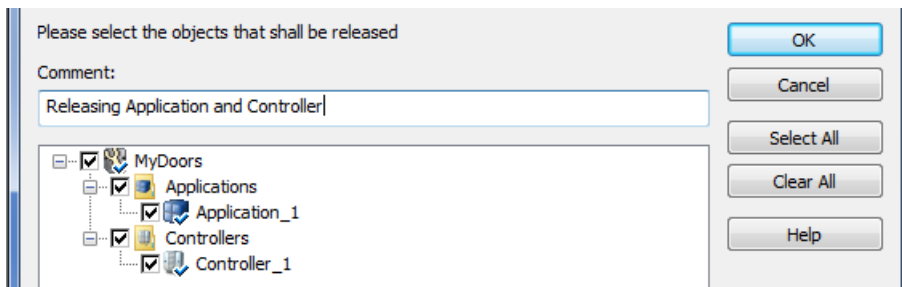 Please select the objects that shall be released
OK
Comment:
Cancel
Releasing Application and Controller
Select All
MyDoors
Clear All
Applications
Application_1
Controllers
Help
Controller_1